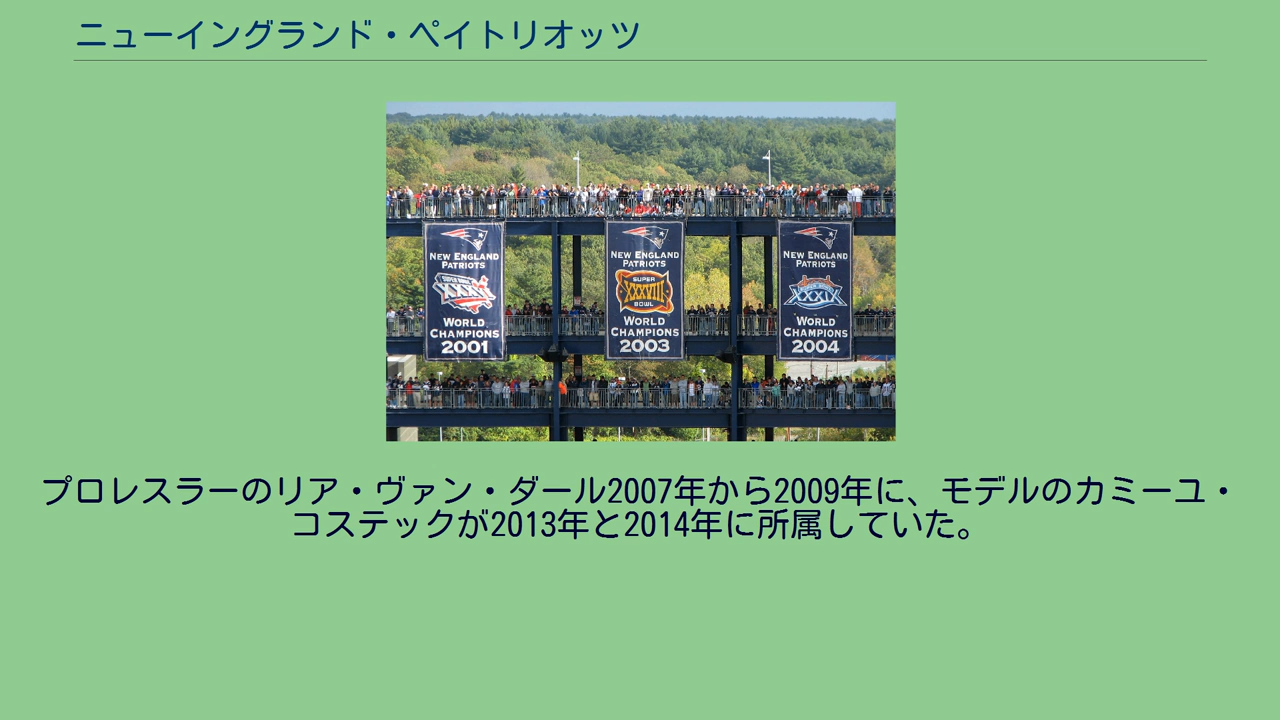 ニューイングランド・ペイトリオッツ
NEW ENGLAND
PATRIOTS
SUPER BOWL
XXXVI
WORLD
CHAMPIONS
2001
NEW ENGLAND
PATRIOTS
SUPER
XXXVIII
BOWL
WORLD
CHAMPIONS
2003
NEW ENGLAND
PATRIOTS
SUPER BOWL
XXXIX
WORLD
CHAMPIONS
2004
プロレスラーのリア・ヴァン・ダール2007年から2009年に、モデルのカミーユ・
コステックが2013年と2014年に所属していた。